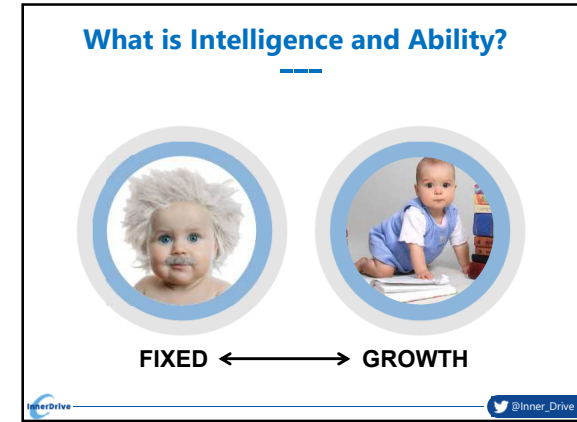 What is Intelligence and Ability?
FIXED GROWTH
InnerDrive
@Inner_Drive